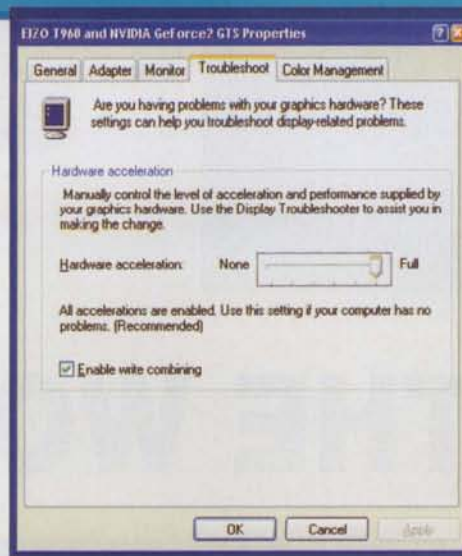 EIZO T960 and NVIDIA GeForce2 GTS Properties
General Adapter Monitor Troubleshoot Color Management
Are you having problems with your graphics hardware? These
settings can help you troubleshoot display-related problems.
Hardware acceleration
Manually control the level of acceleration and performance supplied by
your graphics hardware. Use the Display Troubleshooter to assist you in
making the change.
Hardware acceleration: None Full
All accelerations are enabled. Use this setting if your computer has no
problems. (Recommended)
Enable write combining
OK Cancel Apply